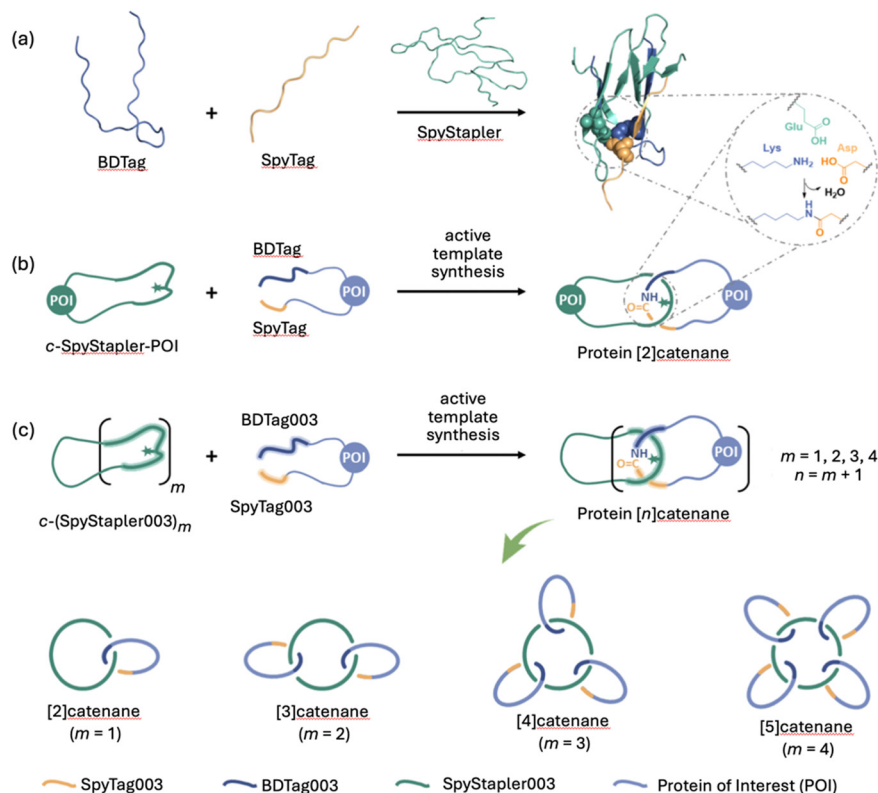 (a)
BDTag
+
SpyTag
SpyStapler
Glu
O
OH
Lys
Asp
NH₂
HO
O
H₂O
H
N
O
(b)
POI
c-SpyStapler-POI
+
BDTag
POI
SpyTag
active
template
synthesis
POI
NH
O=C
POI
Protein [2]catenane
(c)
m
c-(SpyStapler003)m
+
BDTag003
POI
SpyTag003
active
template
synthesis
NH
O=C
POI
Protein [n]catenane
m = 1, 2, 3, 4
n = m + 1
[2]catenane
(m = 1)
[3]catenane
(m = 2)
[4]catenane
(m = 3)
[5]catenane
(m = 4)
SpyTag003
BDTag003
SpyStapler003
Protein of Interest (POI)